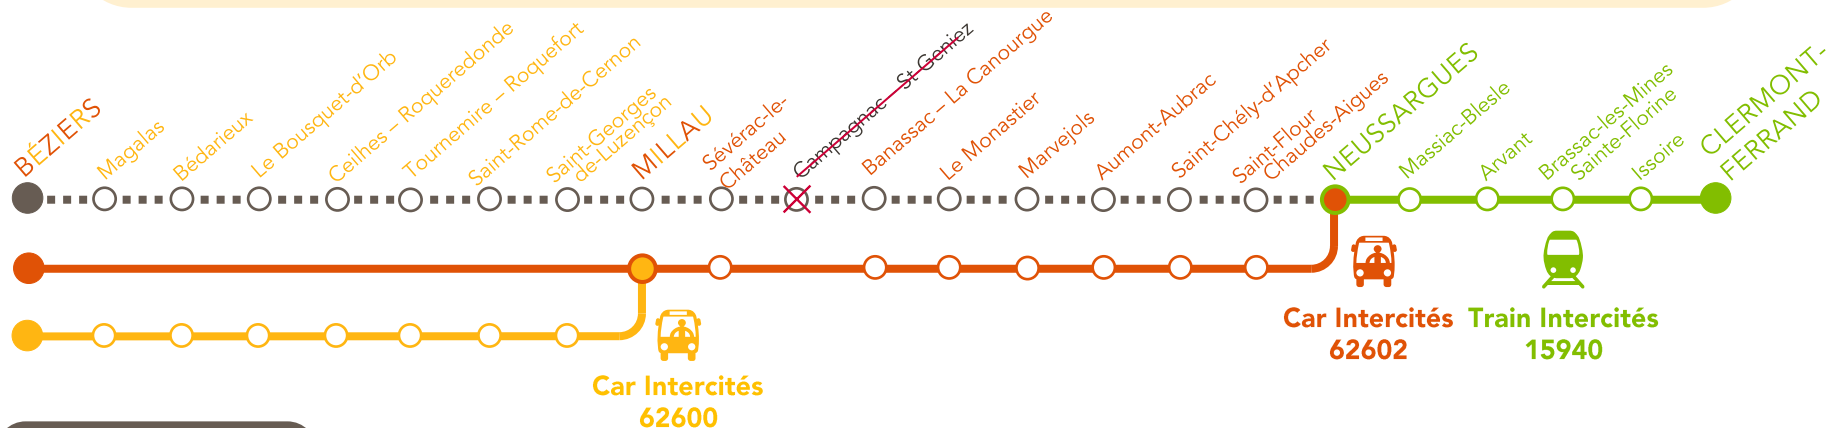 BÉZIERS
Magalas
Bédarieux
Le Bousquet-d'Orb
Ceilhes – Roqueredonde
Tournemire – Roquefort
Saint-Rome-de-Cernon
Saint-Georges
de-Luzençon
MILLAU
Sévérac-le-
Château
Campagnac - St Geniez
Banassac – La Canourgue
Le Monastier
Marvejols
Aumont-Aubrac
Saint-Chély-d'Apcher
Saint-Flour
Chaudes-Aigues
NEUSSARGUES
Massiac-Blesle
Arvant
Brassac-les-Mines
Sainte-Florine
Issoire
CLERMONT-
FERRAND
Car Intercités
62602
Train Intercités
15940
Car Intercités
62600